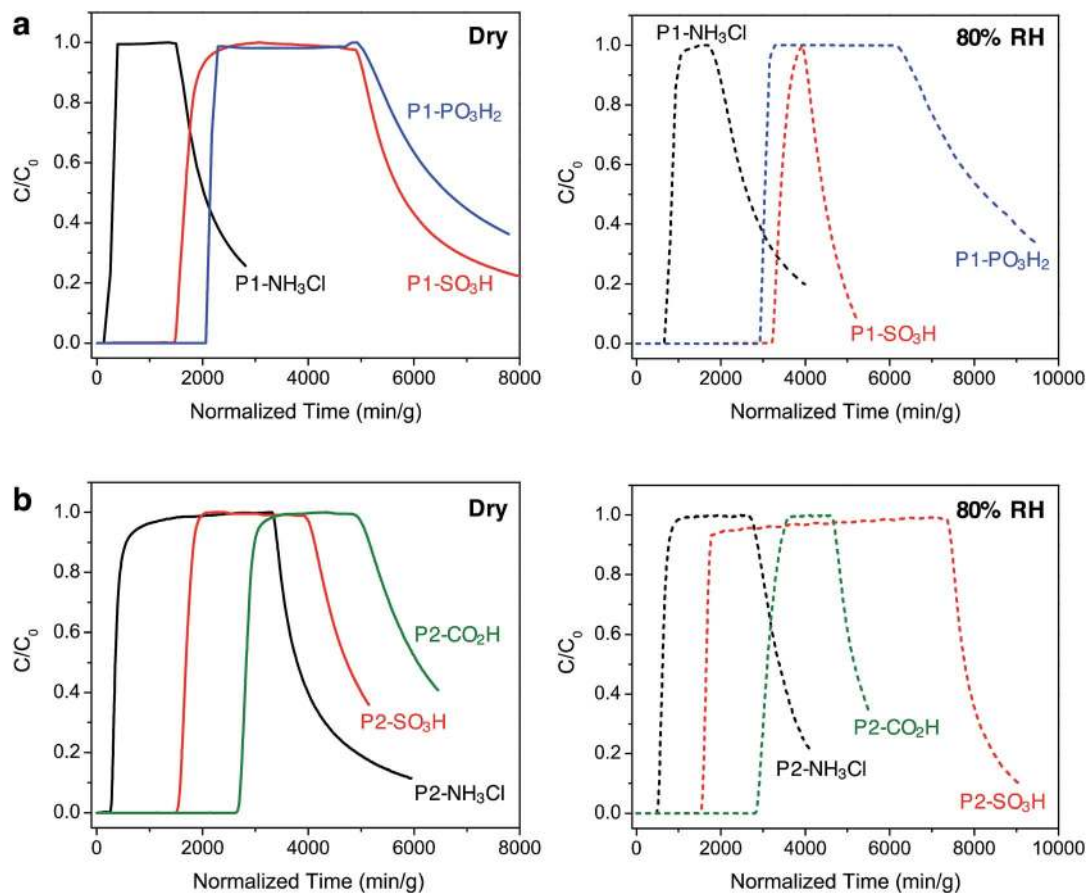 a
Dry
1.0
0.8
0.6
0.4
0.2
0.0
C/C₀
P1-PO₃H₂
P1-NH₃Cl
P1-SO₃H
0 2000 4000 6000 8000
Normalized Time (min/g)
80% RH
P1-NH₃Cl
1.0
0.8
0.6
0.4
0.2
0.0
C/C₀
P1-PO₃H₂
P1-SO₃H
0 2000 4000 6000 8000 10000
Normalized Time (min/g)
b
Dry
1.0
0.8
0.6
0.4
0.2
0.0
C/C₀
P2-CO₂H
P2-SO₃H
P2-NH₃Cl
0 2000 4000 6000 8000
Normalized Time (min/g)
80% RH
1.0
0.8
0.6
0.4
0.2
0.0
C/C₀
P2-CO₂H
P2-NH₃Cl
P2-SO₃H
0 2000 4000 6000 8000 10000
Normalized Time (min/g)